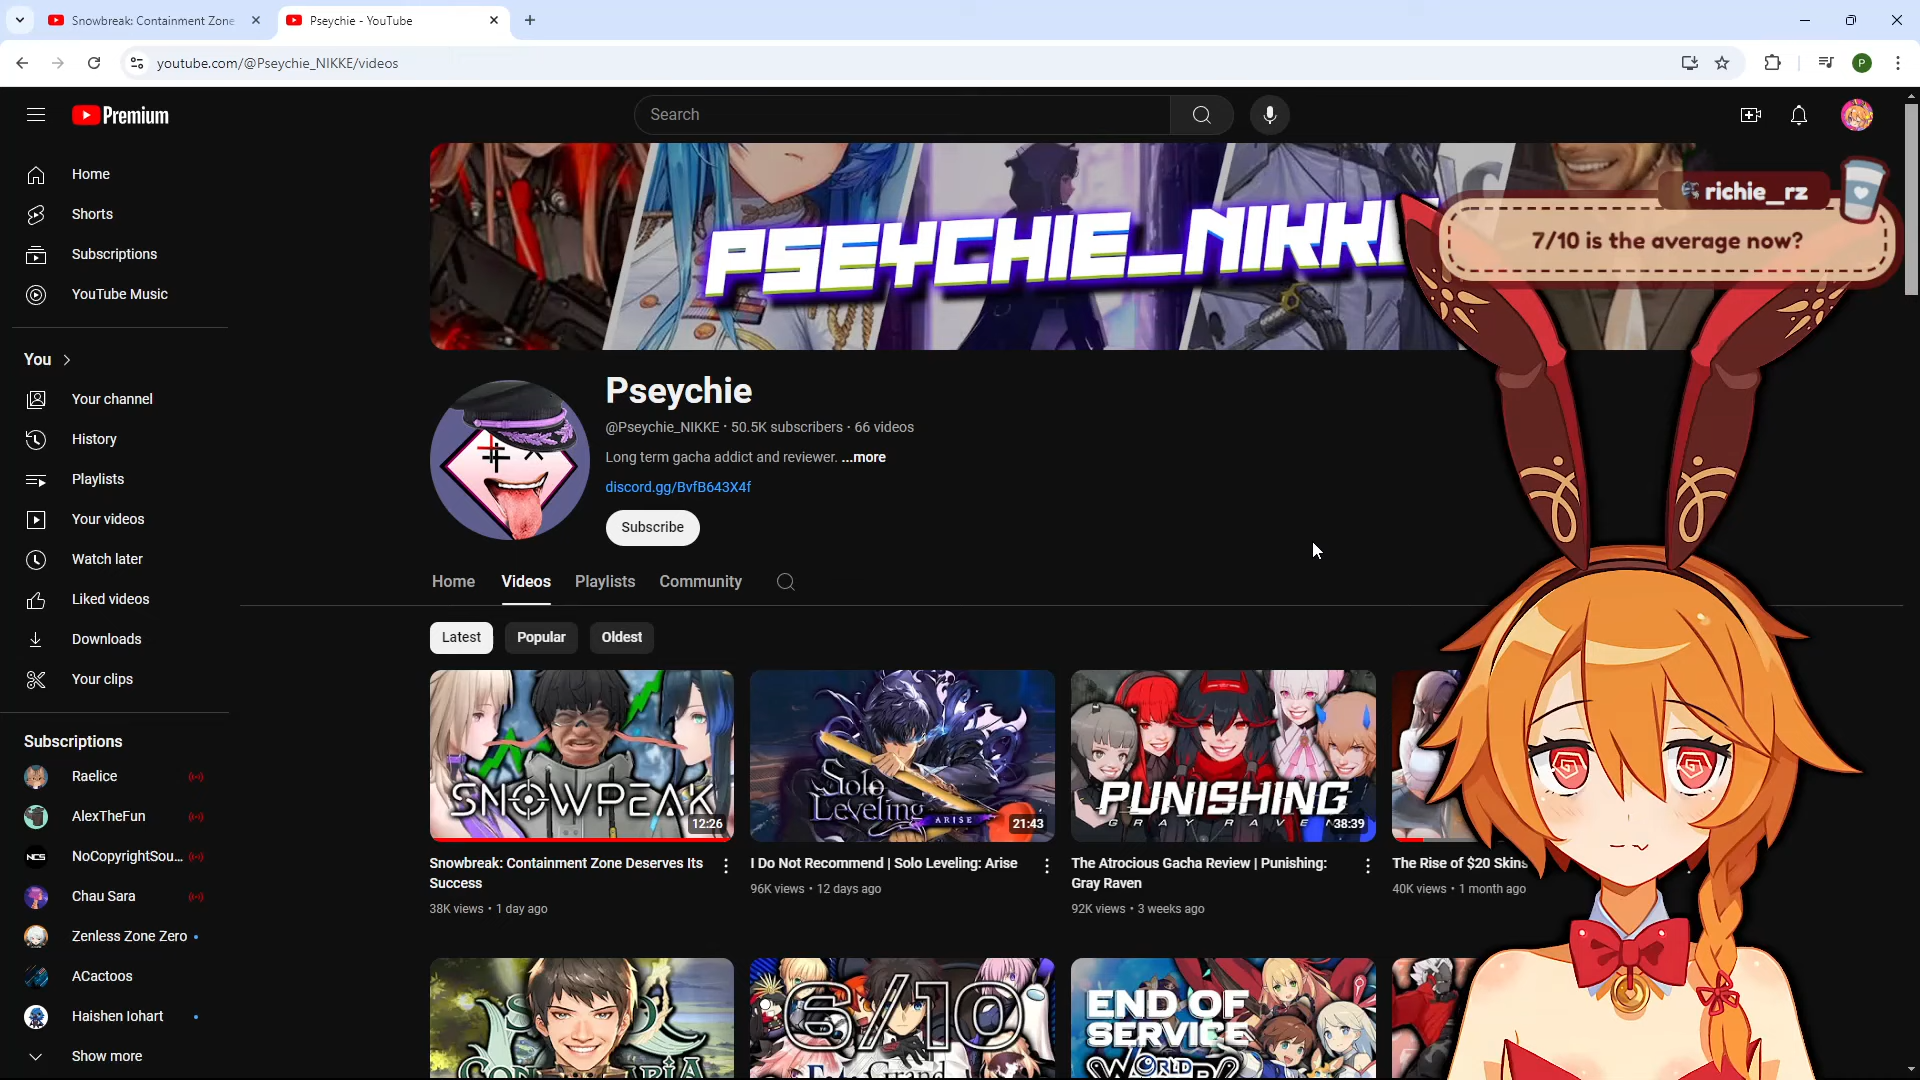 Snowbreak: Containment Zone
Pseychie - YouTube
youtube.com/@Pseychie_NIKKE/videos
P
Premium
Search
Home
Shorts
Subscriptions
YouTube Music
You
Your channel
History
Playlists
Your videos
Watch later
Liked videos
Downloads
Your clips
Subscriptions
Raelice
AlexTheFun
NCS
NoCopyrightSou...
Chau Sara
Zenless Zone Zero
ACactoos
Haishen Iohart
Show more
PSEYCHIE_NIKKE
richie_rz
7/10 is the average now?
Pseychie
@Pseychie_NIKKE · 50.5K subscribers · 66 videos
Long term gacha addict and reviewer. ...more
discord.gg/BvfB643X4f
Subscribe
Home
Videos
Playlists
Community
Latest
Popular
Oldest
SNOWPEAK
12:26
Snowbreak: Containment Zone Deserves Its
Success
38K views · 1 day ago
Solo
Leveling
ARISE
21:43
I Do Not Recommend | Solo Leveling: Arise
96K views · 12 days ago
PUNISHING
GRAY RAVEN
38:39
The Atrocious Gacha Review | Punishing:
Gray Raven
92K views · 3 weeks ago
The Rise of $20 Skins
40K views · 1 month ago
6/10
END OF
SERVICE